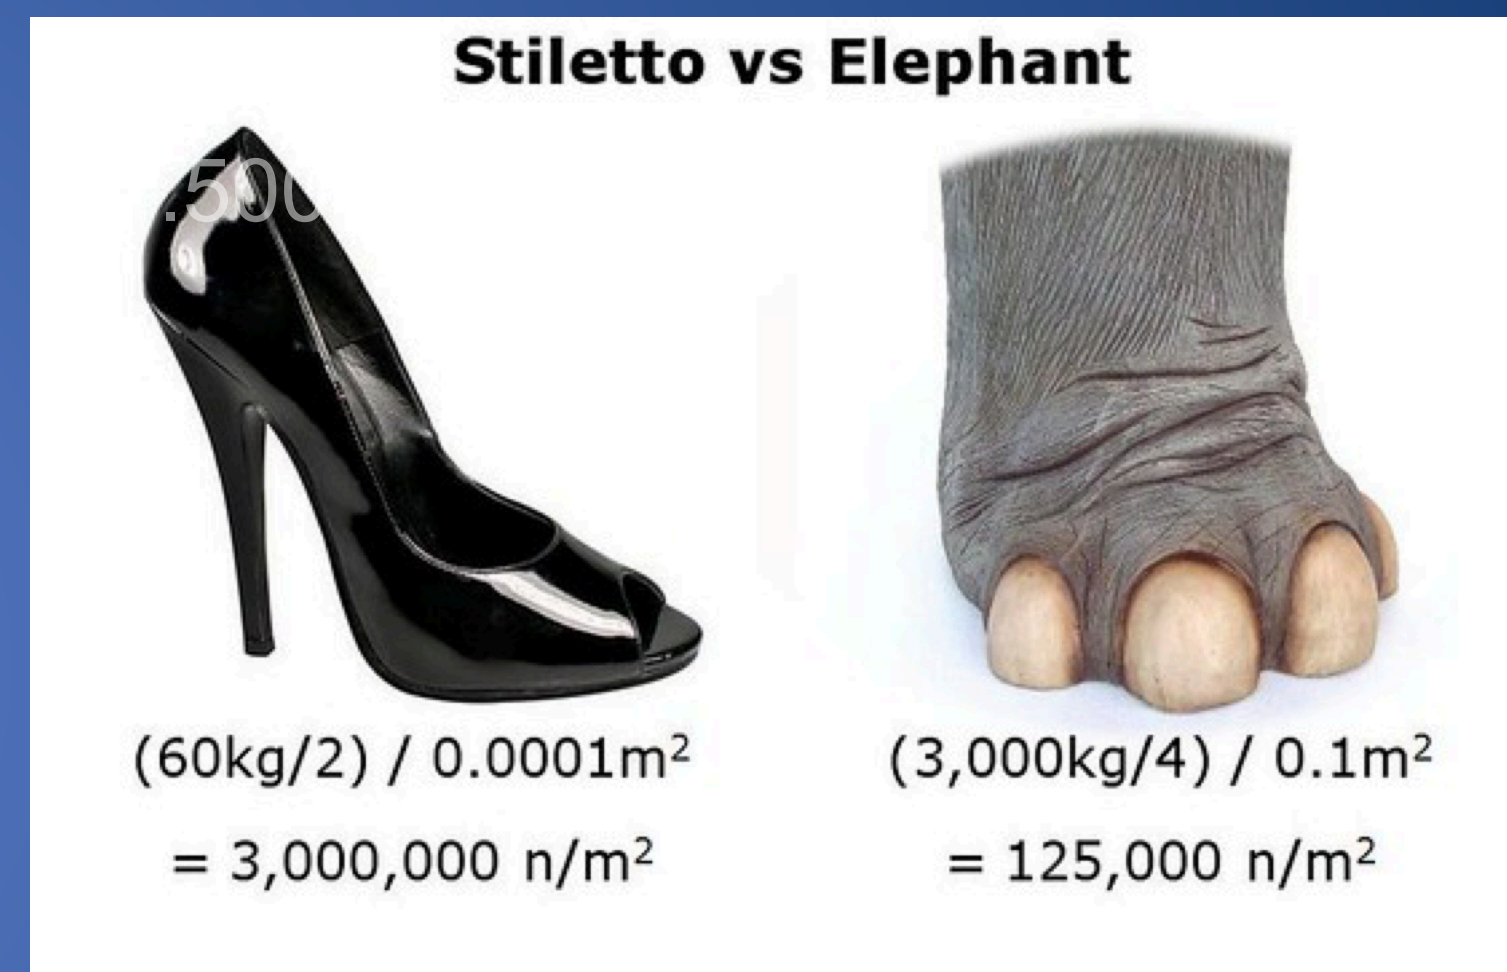 Stiletto vs Elephant
.500
(60kg/2) / 0.0001m²
= 3,000,000 n/m²
(3,000kg/4) / 0.1m²
= 125,000 n/m²